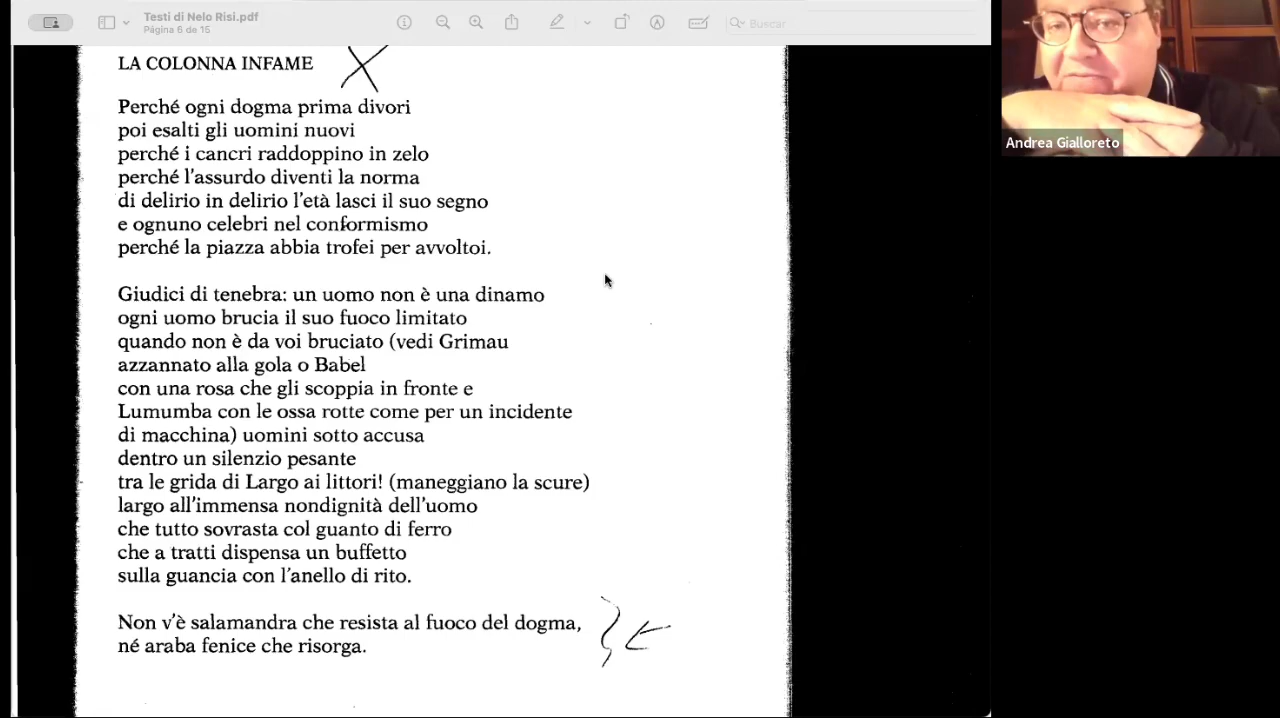 Testi di Nelo Risi.pdf
Página 6 de 15
Buscar
LA COLONNA INFAME
Perché ogni dogma prima divori
poi esalti gli uomini nuovi
perché i cancri raddoppino in zelo
perché l'assurdo diventi la norma
di delirio in delirio l'età lasci il suo segno
e ognuno celebri nel conformismo
perché la piazza abbia trofei per avvoltoi.
Giudici di tenebra: un uomo non è una dinamo
ogni uomo brucia il suo fuoco limitato
quando non è da voi bruciato (vedi Grimau
azzannato alla gola o Babel
con una rosa che gli scoppia in fronte e
Lumumba con le ossa rotte come per un incidente
di macchina) uomini sotto accusa
dentro un silenzio pesante
tra le grida di Largo ai littori! (maneggiano la scure)
largo all'immensa nondignità dell'uomo
che tutto sovrasta col guanto di ferro
che a tratti dispensa un buffetto
sulla guancia con l'anello di rito.
Non v'è salamandra che resista al fuoco del dogma,
né araba fenice che risorga.
Andrea Gialloreto